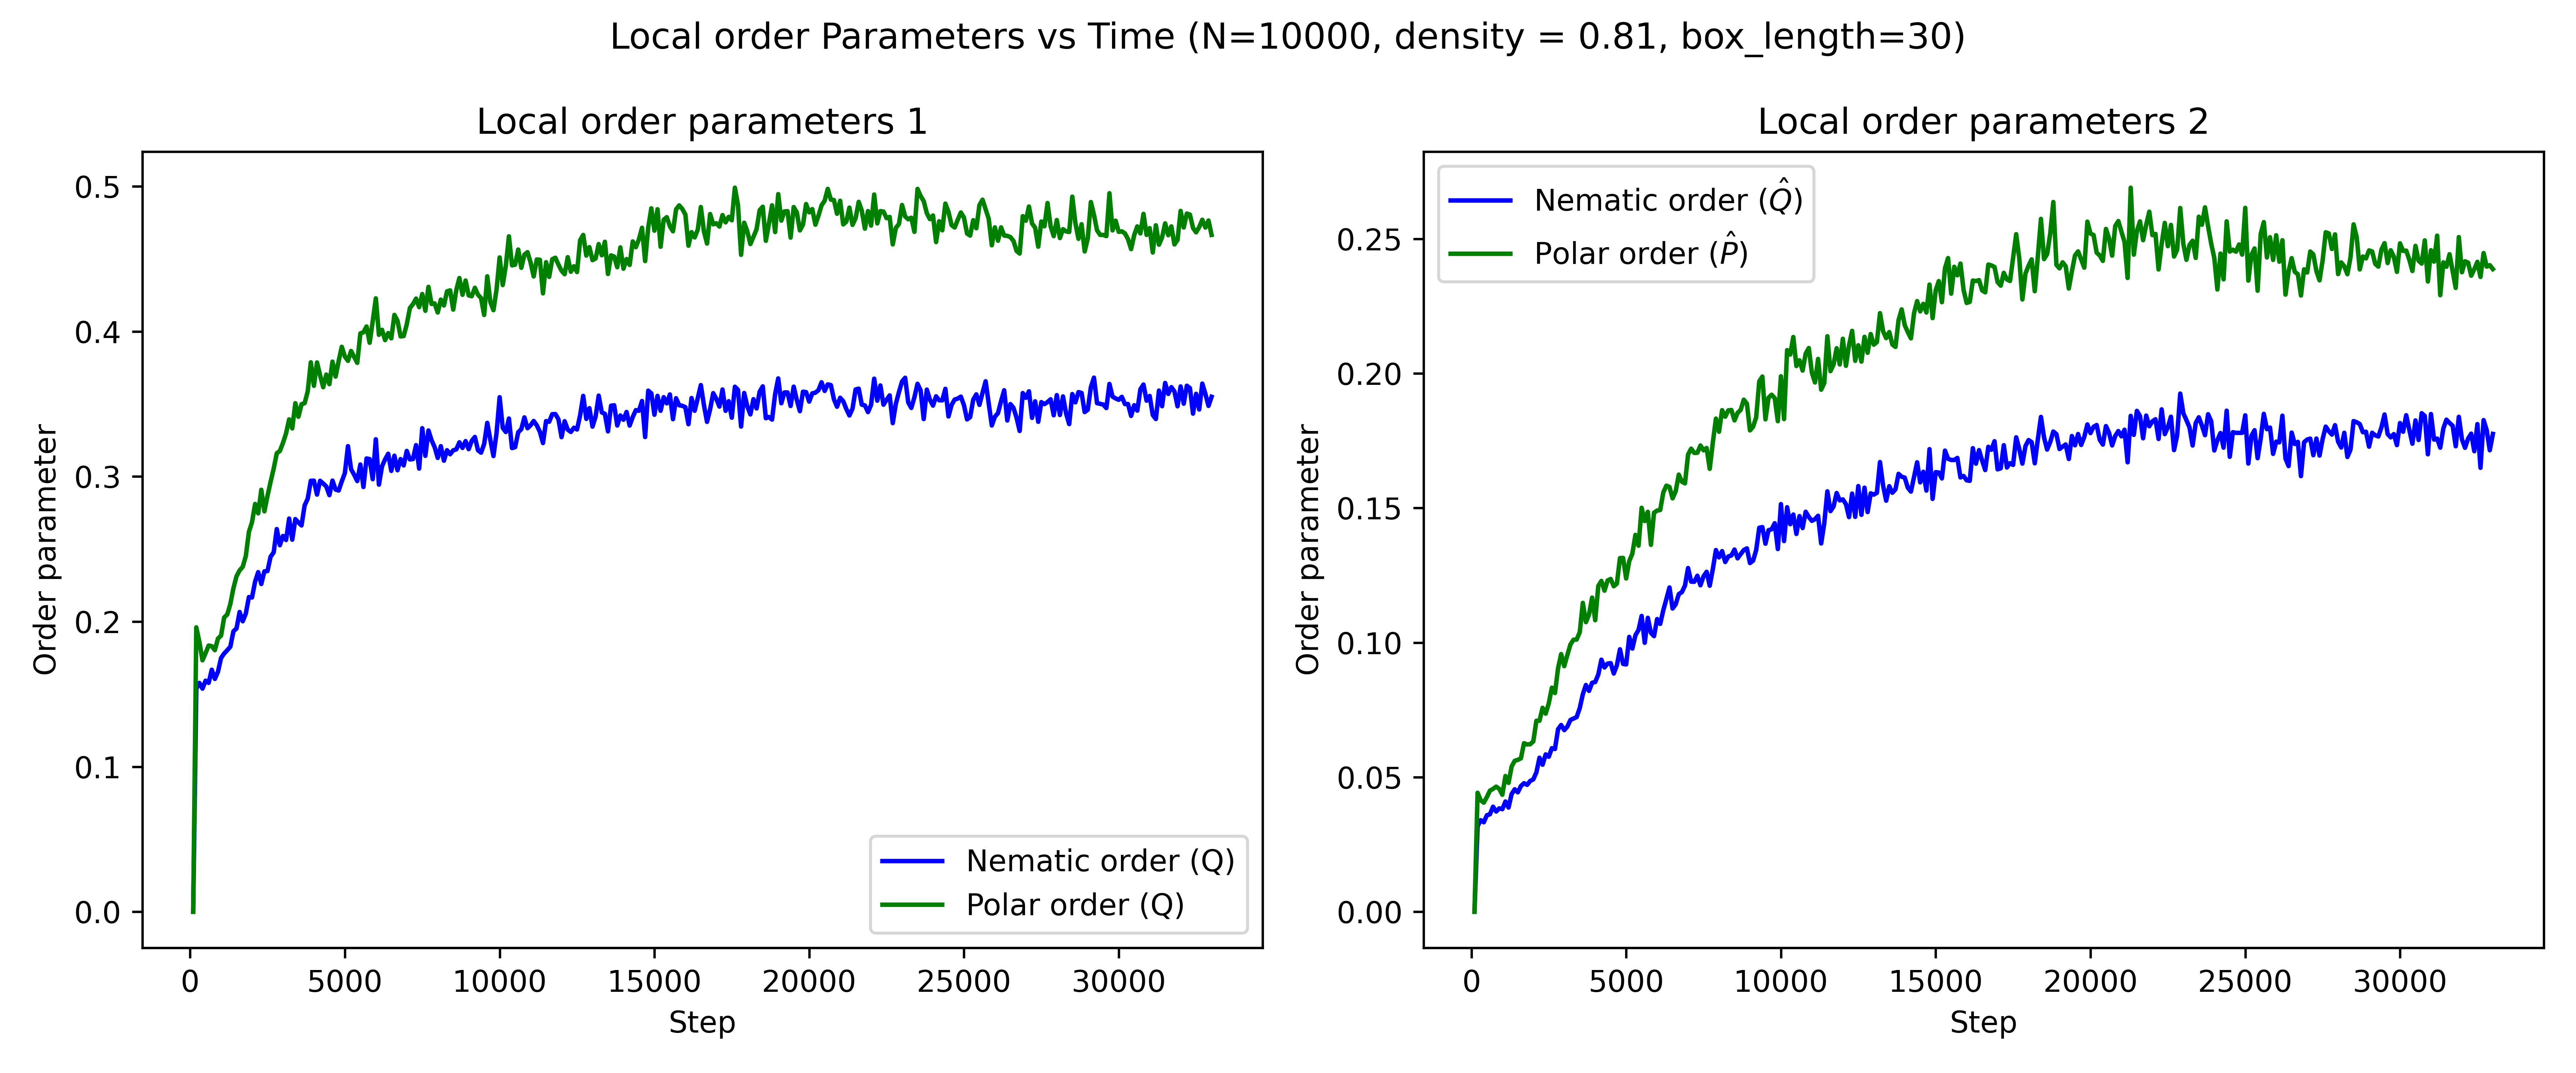 Local order Parameters vs Time (N=10000, density = 0.81, box_length=30)
Local order parameters 1
0.5
0.4
0.3
0.2
0.1
0.0
Order parameter
Nematic order (Q)
Polar order (Q)
0 5000 10000 15000 20000 25000 30000
Step
Local order parameters 2
Nematic order (Q̂)
Polar order (P̂)
0.25
0.20
0.15
0.10
0.05
0.00
Order parameter
0 5000 10000 15000 20000 25000 30000
Step